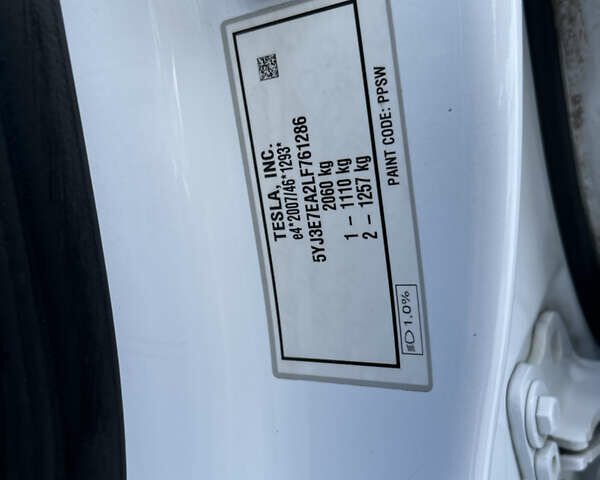 TESLA, INC.
e4*2007/46*1293*
5YJ3E7EA2LF761286
2060 kg
1 – 1110 kg
2 – 1257 kg
PAINT CODE: PPSW
1.0%